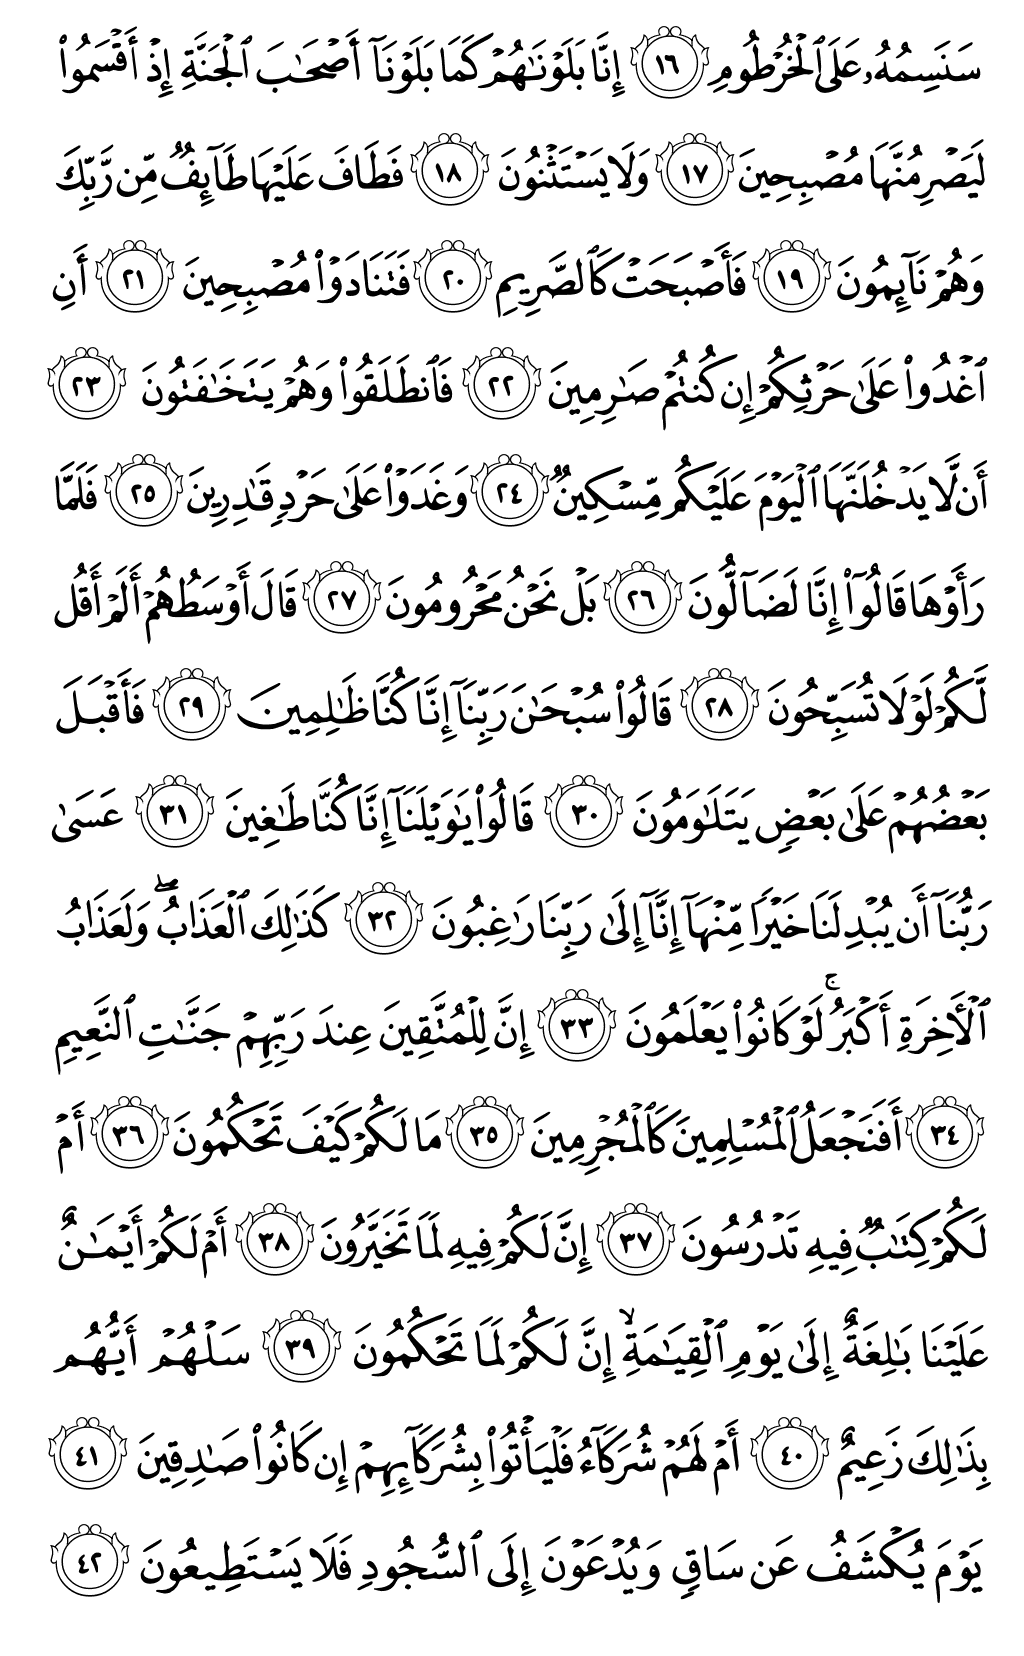 سَنَسِمُهُۥ عَلَى ٱلْخُرْطُومِ ١٦ إِنَّا بَلَوْنَٰهُمْ كَمَا بَلَوْنَآ أَصْحَٰبَ ٱلْجَنَّةِ إِذْ أَقْسَمُوا۟
لَيَصْرِمُنَّهَا مُصْبِحِينَ ١٧ وَلَا يَسْتَثْنُونَ ١٨ فَطَافَ عَلَيْهَا طَآئِفٌ مِّن رَّبِّكَ
وَهُمْ نَآئِمُونَ ١٩ فَأَصْبَحَتْ كَٱلصَّرِيمِ ٢٠ فَتَنَادَوْا۟ مُصْبِحِينَ ٢١ أَنِ
ٱغْدُوا۟ عَلَىٰ حَرْثِكُمْ إِن كُنتُمْ صَٰرِمِينَ ٢٢ فَٱنطَلَقُوا۟ وَهُمْ يَتَخَٰفَتُونَ ٢٣
أَن لَّا يَدْخُلَنَّهَا ٱلْيَوْمَ عَلَيْكُم مِّسْكِينٌ ٢٤ وَغَدَوْا۟ عَلَىٰ حَرْدٍ قَٰدِرِينَ ٢٥ فَلَمَّا
رَأَوْهَا قَالُوٓا۟ إِنَّا لَضَآلُّونَ ٢٦ بَلْ نَحْنُ مَحْرُومُونَ ٢٧ قَالَ أَوْسَطُهُمْ أَلَمْ أَقُل
لَّكُمْ لَوْلَا تُسَبِّحُونَ ٢٨ قَالُوا۟ سُبْحَٰنَ رَبِّنَآ إِنَّا كُنَّا ظَٰلِمِينَ ٢٩ فَأَقْبَلَ
بَعْضُهُمْ عَلَىٰ بَعْضٍ يَتَلَٰوَمُونَ ٣٠ قَالُوا۟ يَٰوَيْلَنَآ إِنَّا كُنَّا طَٰغِينَ ٣١ عَسَىٰ
رَبُّنَآ أَن يُبْدِلَنَا خَيْرًا مِّنْهَآ إِنَّآ إِلَىٰ رَبِّنَا رَٰغِبُونَ ٣٢ كَذَٰلِكَ ٱلْعَذَابُ ۖ وَلَعَذَابُ
ٱلْءَاخِرَةِ أَكْبَرُ ۚ لَوْ كَانُوا۟ يَعْلَمُونَ ٣٣ إِنَّ لِلْمُتَّقِينَ عِندَ رَبِّهِمْ جَنَّٰتِ ٱلنَّعِيمِ
٣٤ أَفَنَجْعَلُ ٱلْمُسْلِمِينَ كَٱلْمُجْرِمِينَ ٣٥ مَا لَكُمْ كَيْفَ تَحْكُمُونَ ٣٦ أَمْ
لَكُمْ كِتَٰبٌ فِيهِ تَدْرُسُونَ ٣٧ إِنَّ لَكُمْ فِيهِ لَمَا تَخَيَّرُونَ ٣٨ أَمْ لَكُمْ أَيْمَٰنٌ
عَلَيْنَا بَٰلِغَةٌ إِلَىٰ يَوْمِ ٱلْقِيَٰمَةِ ۙ إِنَّ لَكُمْ لَمَا تَحْكُمُونَ ٣٩ سَلْهُمْ أَيُّهُم
بِذَٰلِكَ زَعِيمٌ ٤٠ أَمْ لَهُمْ شُرَكَآءُ فَلْيَأْتُوا۟ بِشُرَكَآئِهِمْ إِن كَانُوا۟ صَٰدِقِينَ ٤١
يَوْمَ يُكْشَفُ عَن سَاقٍ وَيُدْعَوْنَ إِلَى ٱلسُّجُودِ فَلَا يَسْتَطِيعُونَ ٤٢